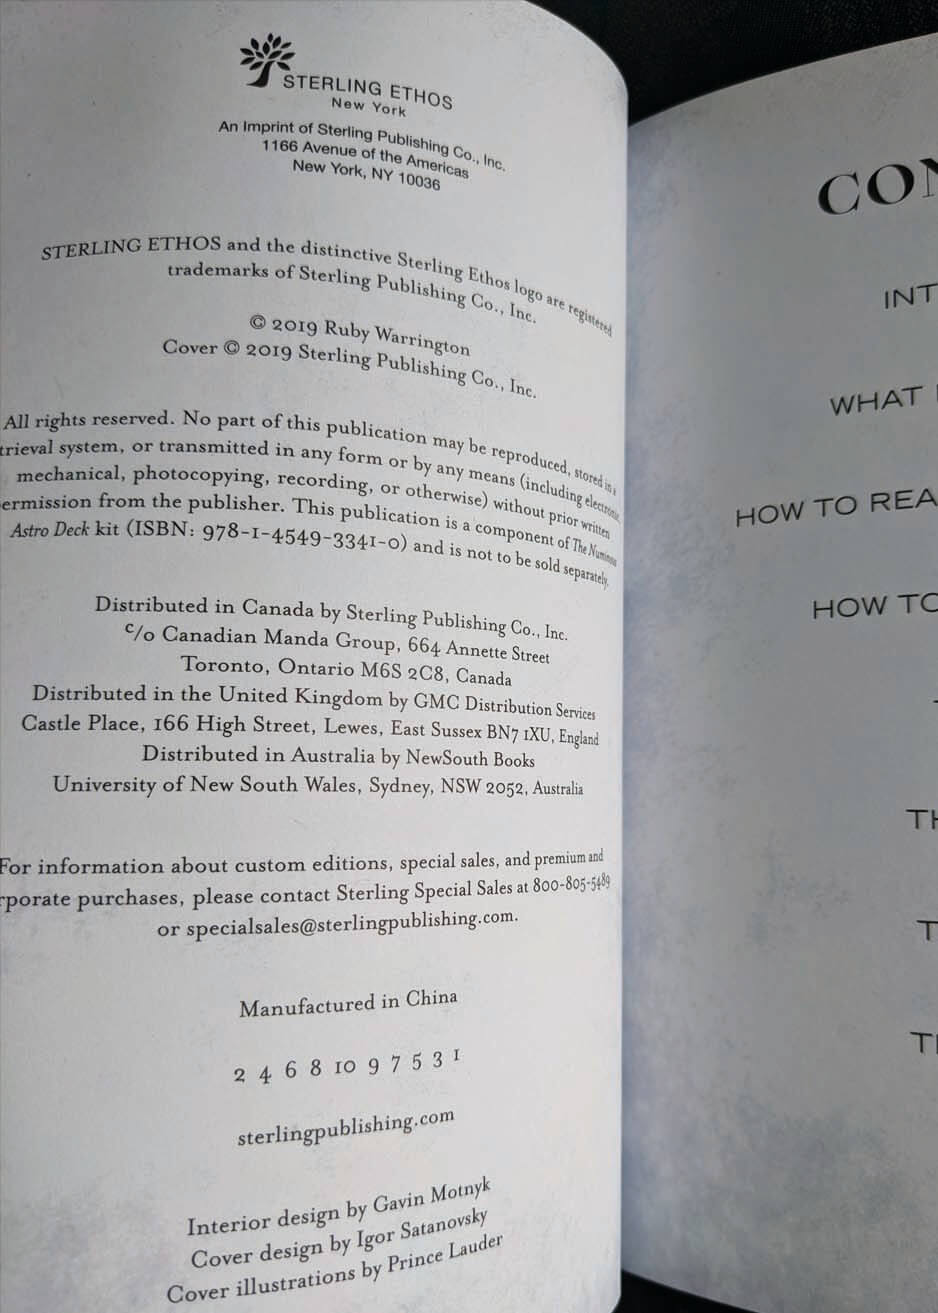 STERLING ETHOS
New York
An Imprint of Sterling Publishing Co., Inc.
1166 Avenue of the Americas
New York, NY 10036
STERLING ETHOS and the distinctive Sterling Ethos logo are registered
trademarks of Sterling Publishing Co., Inc.
© 2019 Ruby Warrington
Cover © 2019 Sterling Publishing Co., Inc.
All rights reserved. No part of this publication may be reproduced, stored in a
trieval system, or transmitted in any form or by any means (including electronic,
mechanical, photocopying, recording, or otherwise) without prior written
ermission from the publisher. This publication is a component of The Numinous
Astro Deck kit (ISBN: 978-1-4549-3341-0) and is not to be sold separately.
Distributed in Canada by Sterling Publishing Co., Inc.
c/o Canadian Manda Group, 664 Annette Street
Toronto, Ontario M6S 2C8, Canada
Distributed in the United Kingdom by GMC Distribution Services
Castle Place, 166 High Street, Lewes, East Sussex BN7 1XU, England
Distributed in Australia by NewSouth Books
University of New South Wales, Sydney, NSW 2052, Australia
For information about custom editions, special sales, and premium and
rporate purchases, please contact Sterling Special Sales at 800-805-5489
or specialsales@sterlingpublishing.com.
Manufactured in China
2 4 6 8 10 9 7 5 3 1
sterlingpublishing.com
Interior design by Gavin Motnyk
Cover design by Igor Satanovsky
Cover illustrations by Prince Lauder
CON
INT
WHAT
HOW TO REA
HOW TO
TH
T
TH